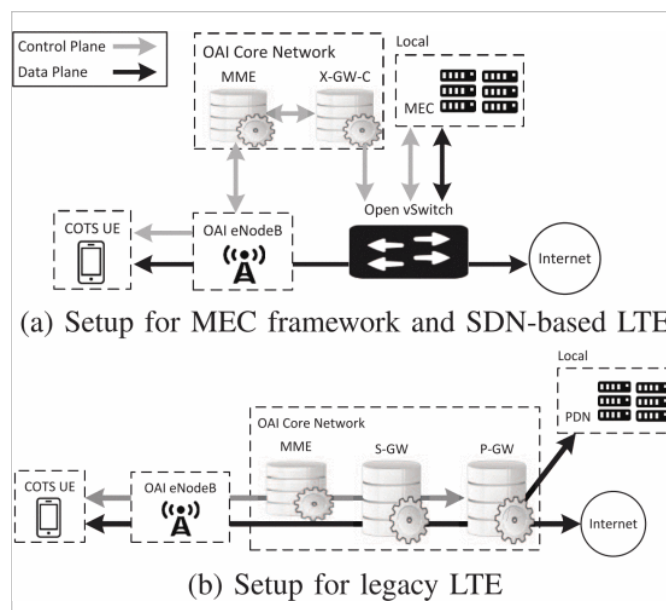 Control Plane
Data Plane
OAI Core Network
MME
X-GW-C
Local
MEC
COTS UE
OAI eNodeB
Open vSwitch
Internet
(a) Setup for MEC framework and SDN-based LTE
Local
PDN
OAI Core Network
MME
S-GW
P-GW
COTS UE
OAI eNodeB
Internet
(b) Setup for legacy LTE